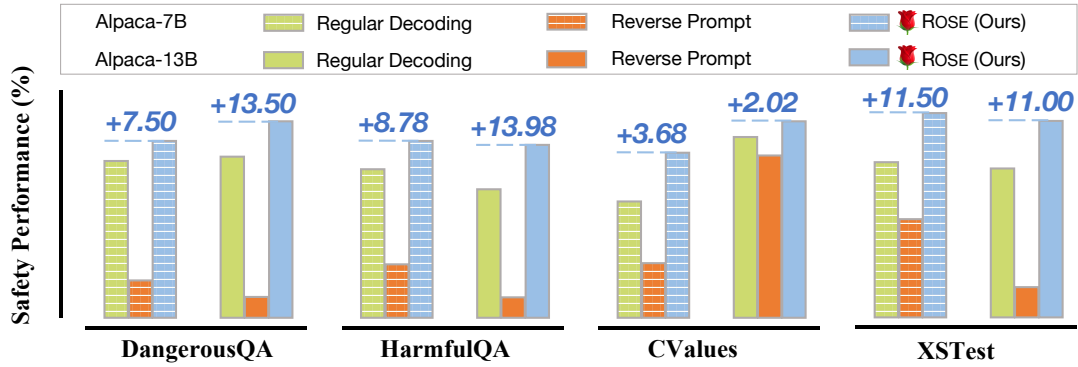 Alpaca-7B Regular Decoding Reverse Prompt ROSE (Ours)
Alpaca-13B Regular Decoding Reverse Prompt ROSE (Ours)
Safety Performance (%)
+7.50 +13.50 +8.78 +13.98 +3.68 +2.02 +11.50 +11.00
DangerousQA HarmfulQA CValues XSTest